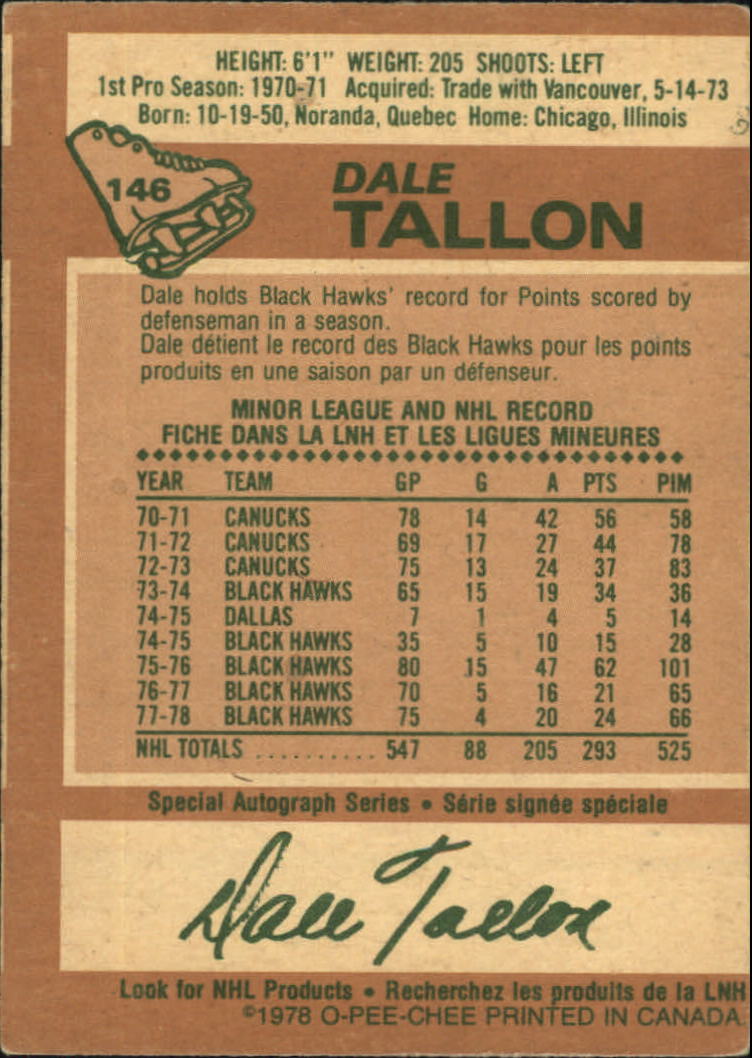 HEIGHT: 6'1" WEIGHT: 205 SHOOTS: LEFT
1st Pro Season: 1970-71 Acquired: Trade with Vancouver, 5-14-73
Born: 10-19-50, Noranda, Quebec Home: Chicago, Illinois
146
DALE
TALLON
Dale holds Black Hawks' record for Points scored by
defenseman in a season.
Dale détient le record des Black Hawks pour les points
produits en une saison par un défenseur.
MINOR LEAGUE AND NHL RECORD
FICHE DANS LA LNH ET LES LIGUES MINEURES
YEAR TEAM GP G A PTS PIM
70-71 CANUCKS 78 14 42 56 58
71-72 CANUCKS 69 17 27 44 78
72-73 CANUCKS 75 13 24 37 83
73-74 BLACK HAWKS 65 15 19 34 36
74-75 DALLAS 7 1 4 5 14
74-75 BLACK HAWKS 35 5 10 15 28
75-76 BLACK HAWKS 80 15 47 62 101
76-77 BLACK HAWKS 70 5 16 21 65
77-78 BLACK HAWKS 75 4 20 24 66
NHL TOTALS .......... 547 88 205 293 525
Special Autograph Series • Série signée spéciale
Dale Tallon
Look for NHL Products • Recherchez les produits de la LNH
©1978 O-PEE-CHEE PRINTED IN CANADA